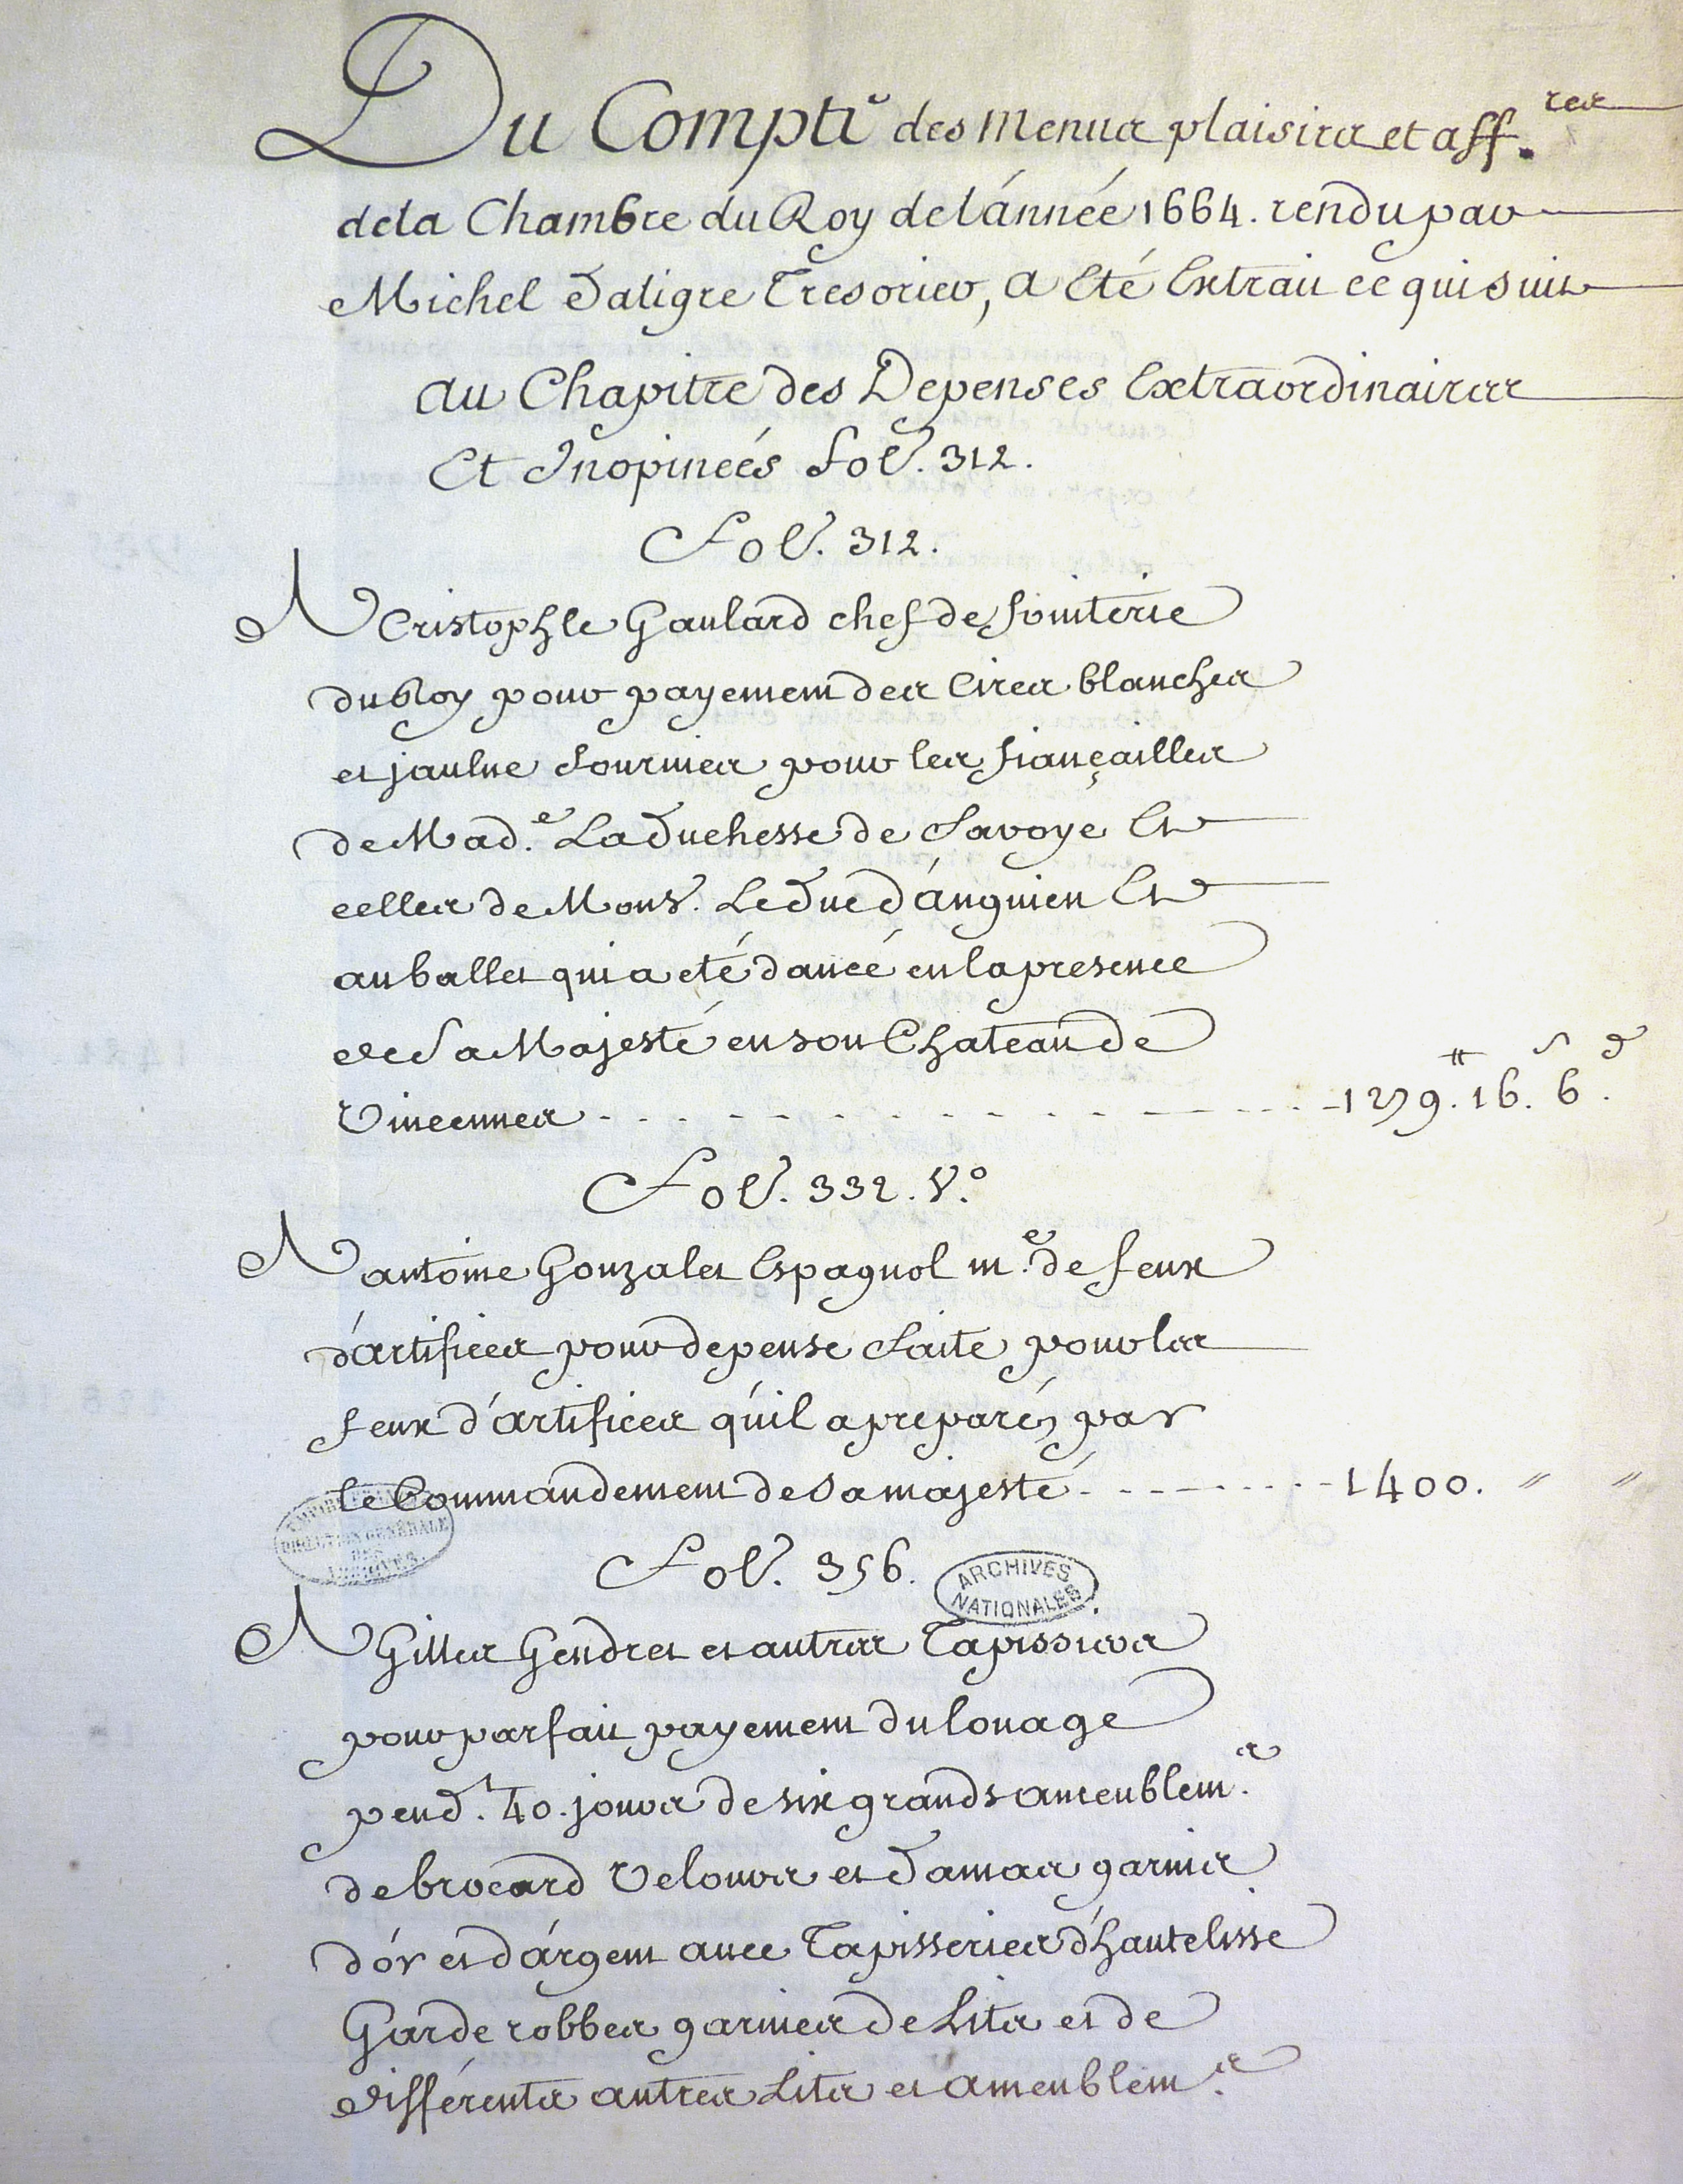 Du Compte des menus plaisirs et aff.res
de la Chambre du Roy de l'année 1664. rendu par
Michel Daligre Tresorier, a eté Extrait ce qui suit
au Chapitre des Depenses Extraordinaires
Et Inopineés fol. 312.
Fol. 312.
A Cristophle Gaulard chef de fruiterie
du Roy pour payement des Cires blanches
et jaulne fournies pour les fiançailles
de Mad.e La Duchesse de Savoye Et
celles de Mons.r Le Duc d'anguien Et
au ballet qui a eté dancé en la presence
de Sa Majesté en son Chateau de
Vincennes - - - 1279.tt 16.s 6.d
Fol. 332. V.o
A antoine Gonzalet Espagnol m.e de feux
d'artifices pour depense faite pour les
feux d'artifices qu'il a preparés par
le Commandement de Sa majesté - - - 1400. " "
EMPIRE FRANÇAIS
DIRECTION GÉNÉRALE
DES
ARCHIVES.
Fol. 356.
ARCHIVES
NATIONALES
A Gilles Gendret et autres Tapissiers
pour parfait payement du louage
pend.t 40. jours de six grands ameublem.s
de brocard Velours et Damas garnis
d'or et d'argent avec Tapisseries d'hautelisse
Garde robbes garnies de Lits et de
differents autres Lits et ameublem.s